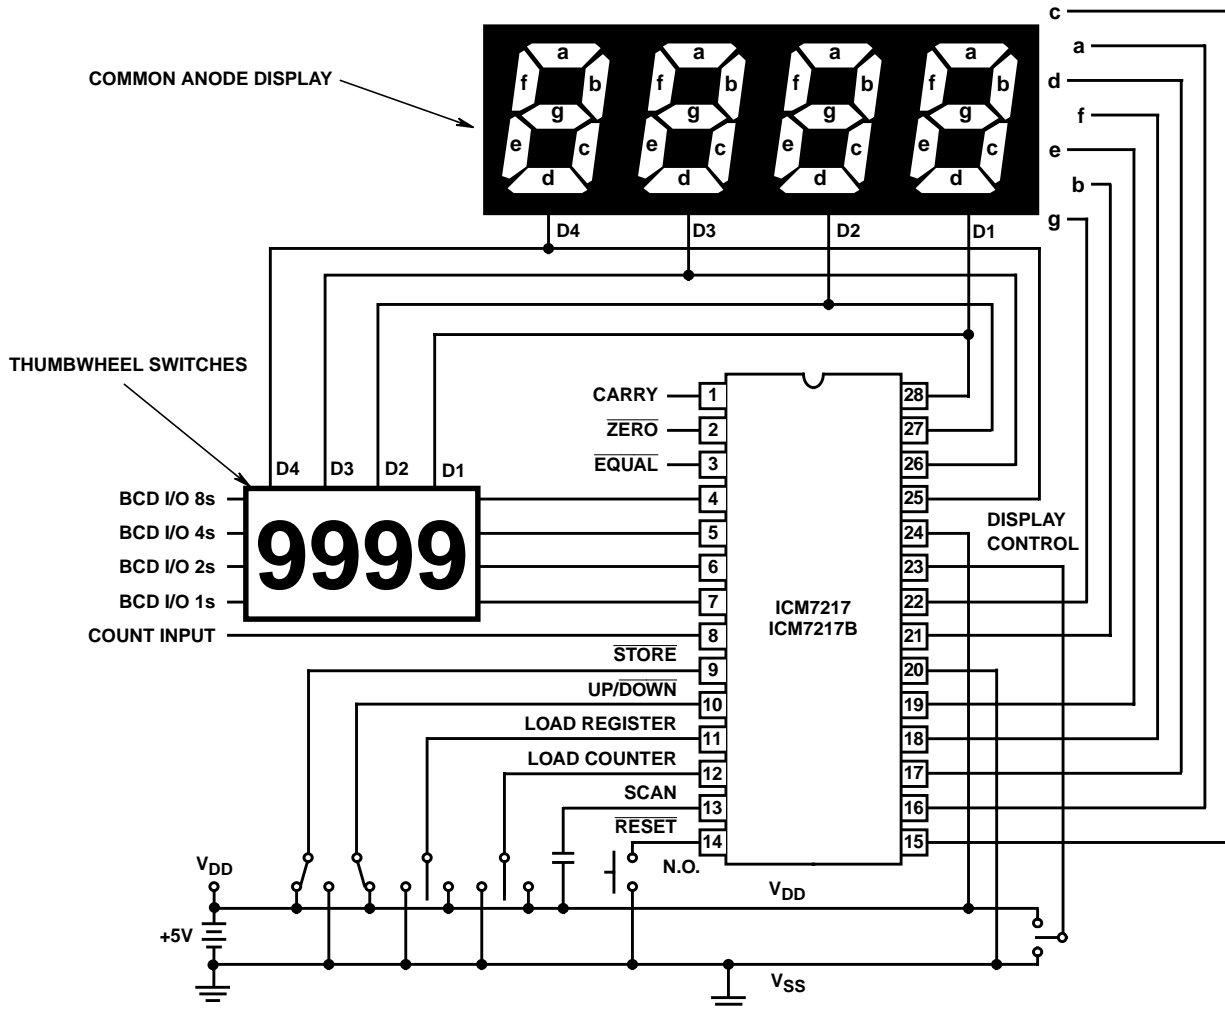 c
a
a
a
a
a
COMMON ANODE DISPLAY
f b f b f b f b
d
g g g g
f
e c e c e c e c
e
d d d d
b
g
D4 D3 D2 D1
THUMBWHEEL SWITCHES
CARRY 1 28
ZERO 2 27
EQUAL 3 26
D4 D3 D2 D1
BCD I/O 8s 4 25
BCD I/O 4s 5 24
DISPLAY
CONTROL
9999
BCD I/O 2s 6 23
BCD I/O 1s 7 22
ICM7217
ICM7217B
COUNT INPUT 8 21
STORE 9 20
UP/DOWN 10 19
LOAD REGISTER 11 18
LOAD COUNTER 12 17
SCAN 13 16
RESET 14 15
N.O.
VDD
VDD
+5V
VSS